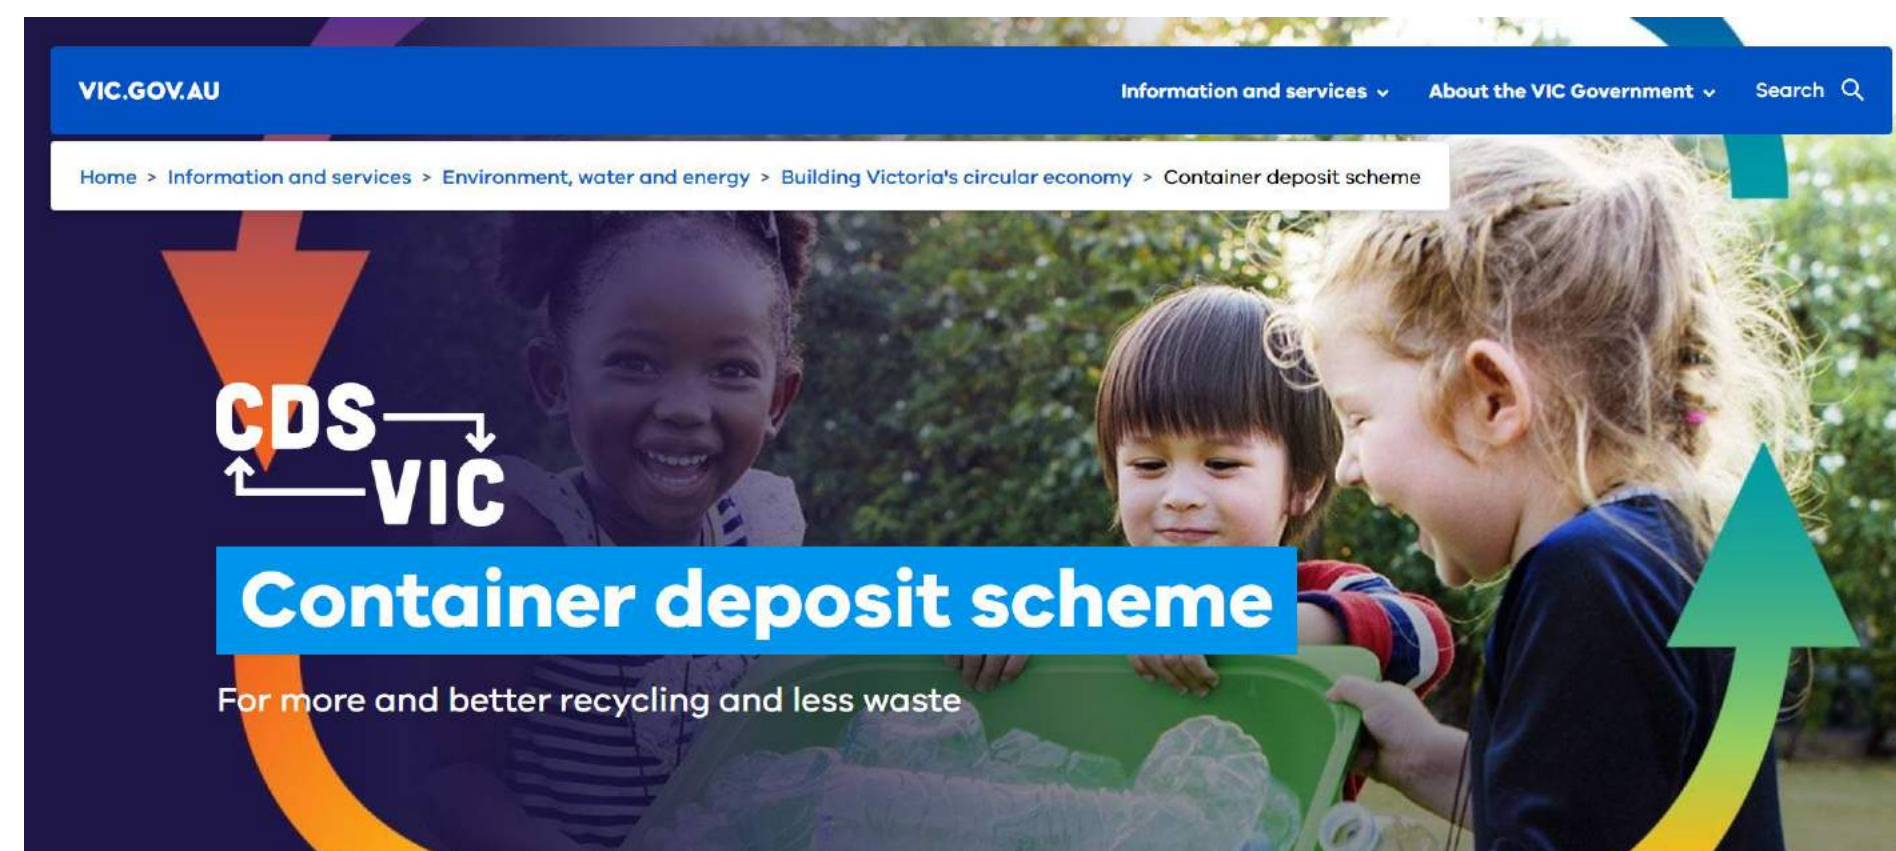 VIC.GOV.AU
Information and services
About the VIC Government
Search
Home > Information and services > Environment, water and energy > Building Victoria's circular economy > Container deposit scheme
CDS
VIC
Container deposit scheme
For more and better recycling and less waste